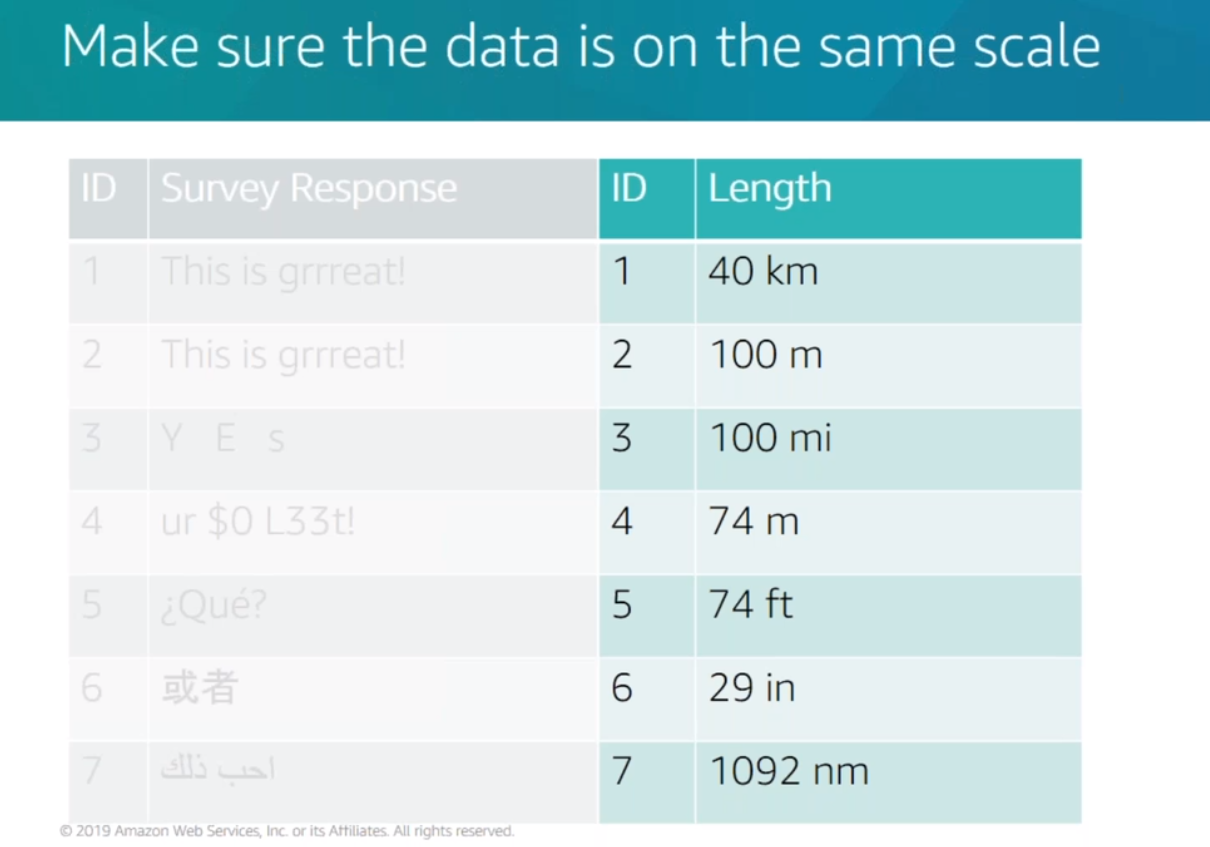 Make sure the data is on the same scale
ID Survey Response ID Length
1 This is grrreat! 1 40 km
2 This is grrreat! 2 100 m
3 Y E s 3 100 mi
4 ur $0 L33t! 4 74 m
5 ¿Qué? 5 74 ft
6 或者 6 29 in
7 احب ذلك 7 1092 nm
© 2019 Amazon Web Services, Inc. or its Affiliates. All rights reserved.